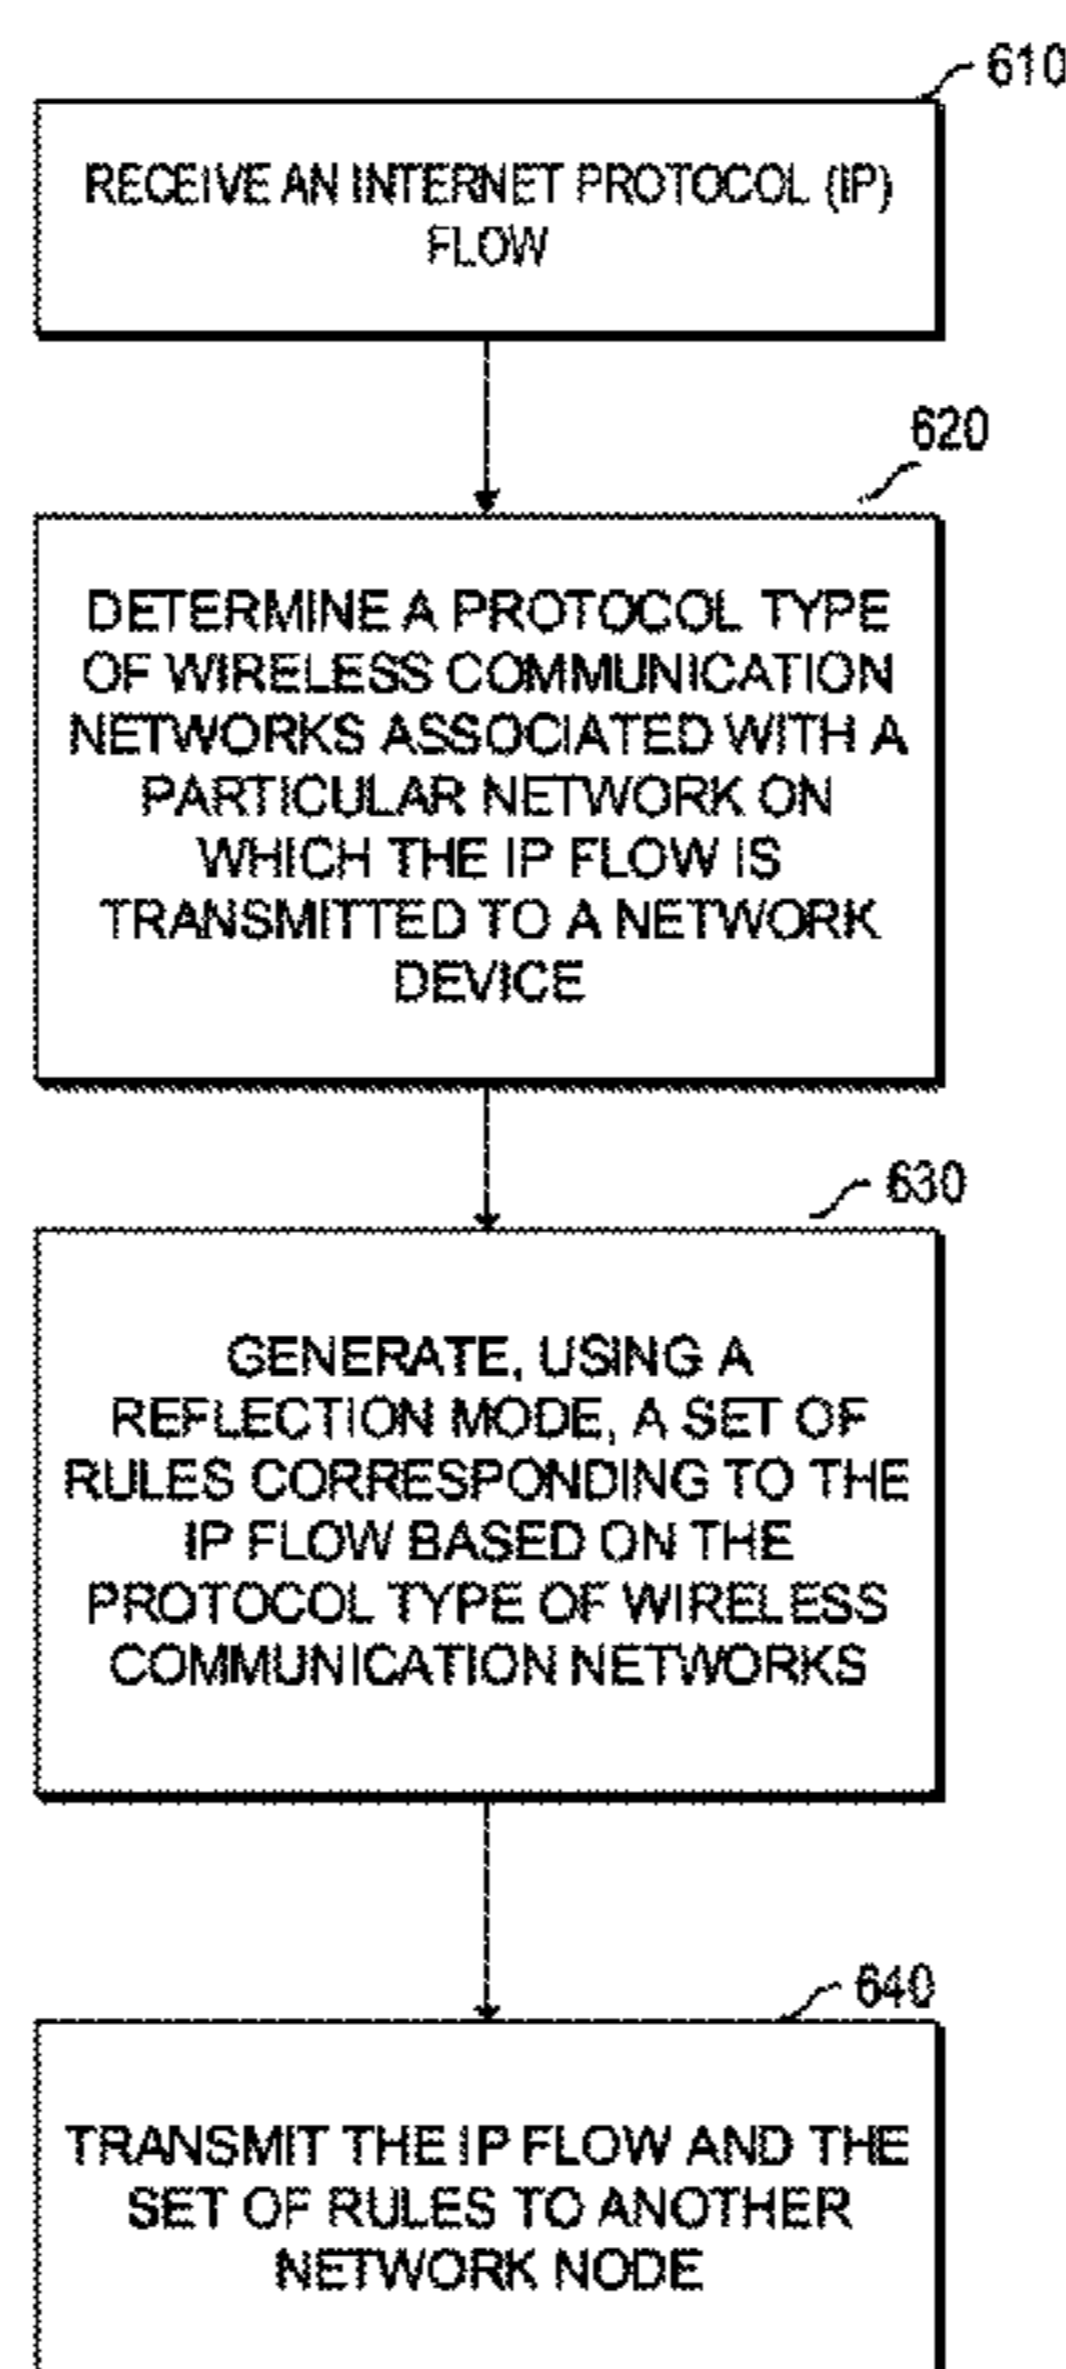 610
RECEIVE AN INTERNET PROTOCOL (IP)
FLOW
620
DETERMINE A PROTOCOL TYPE
OF WIRELESS COMMUNICATION
NETWORKS ASSOCIATED WITH A
PARTICULAR NETWORK ON
WHICH THE IP FLOW IS
TRANSMITTED TO A NETWORK
DEVICE
630
GENERATE, USING A
REFLECTION MODE, A SET OF
RULES CORRESPONDING TO THE
IP FLOW BASED ON THE
PROTOCOL TYPE OF WIRELESS
COMMUNICATION NETWORKS
640
TRANSMIT THE IP FLOW AND THE
SET OF RULES TO ANOTHER
NETWORK NODE